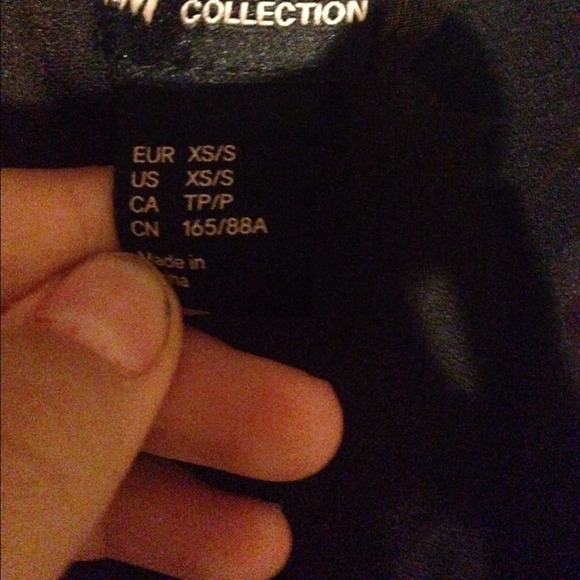 COLLECTION
EUR XS/S
US XS/S
CA TP/P
CN 165/88A
Made in